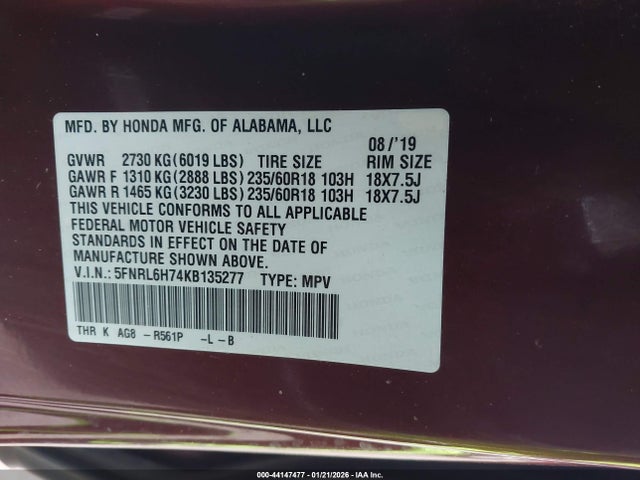 MFD. BY HONDA MFG. OF ALABAMA, LLC
08/'19
GVWR 2730 KG(6019 LBS) TIRE SIZE RIM SIZE
GAWR F 1310 KG(2888 LBS)235/60R18 103H 18X7.5J
GAWR R 1465 KG(3230 LBS)235/60R18 103H 18X7.5J
THIS VEHICLE CONFORMS TO ALL APPLICABLE
FEDERAL MOTOR VEHICLE SAFETY
STANDARDS IN EFFECT ON THE DATE OF
MANUFACTURE SHOWN ABOVE.
V.I.N.: 5FNRL6H74KB135277 TYPE: MPV
THR K AG8 -R561P -L-B
000-44147477 - 01/21/2026 - IAA Inc.